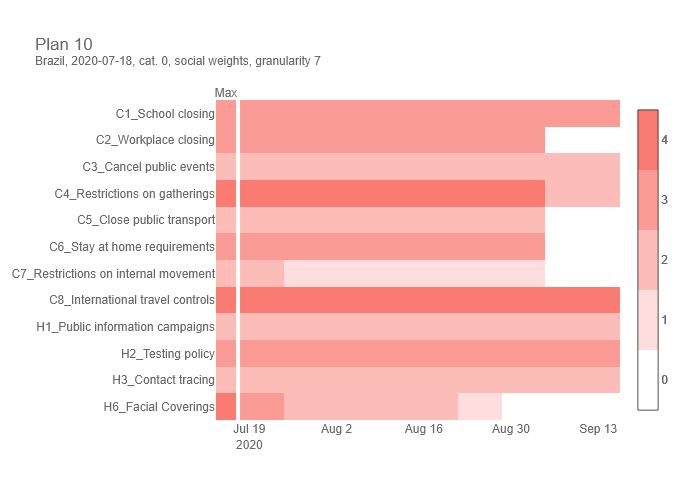 Plan 10
Brazil, 2020-07-18, cat. 0, social weights, granularity 7
Max
C1_School closing
C2_Workplace closing
C3_Cancel public events
C4_Restrictions on gatherings
C5_Close public transport
C6_Stay at home requirements
C7_Restrictions on internal movement
C8_International travel controls
H1_Public information campaigns
H2_Testing policy
H3_Contact tracing
H6_Facial Coverings
Jul 19 Aug 2 Aug 16 Aug 30 Sep 13
2020
4
3
2
1
0